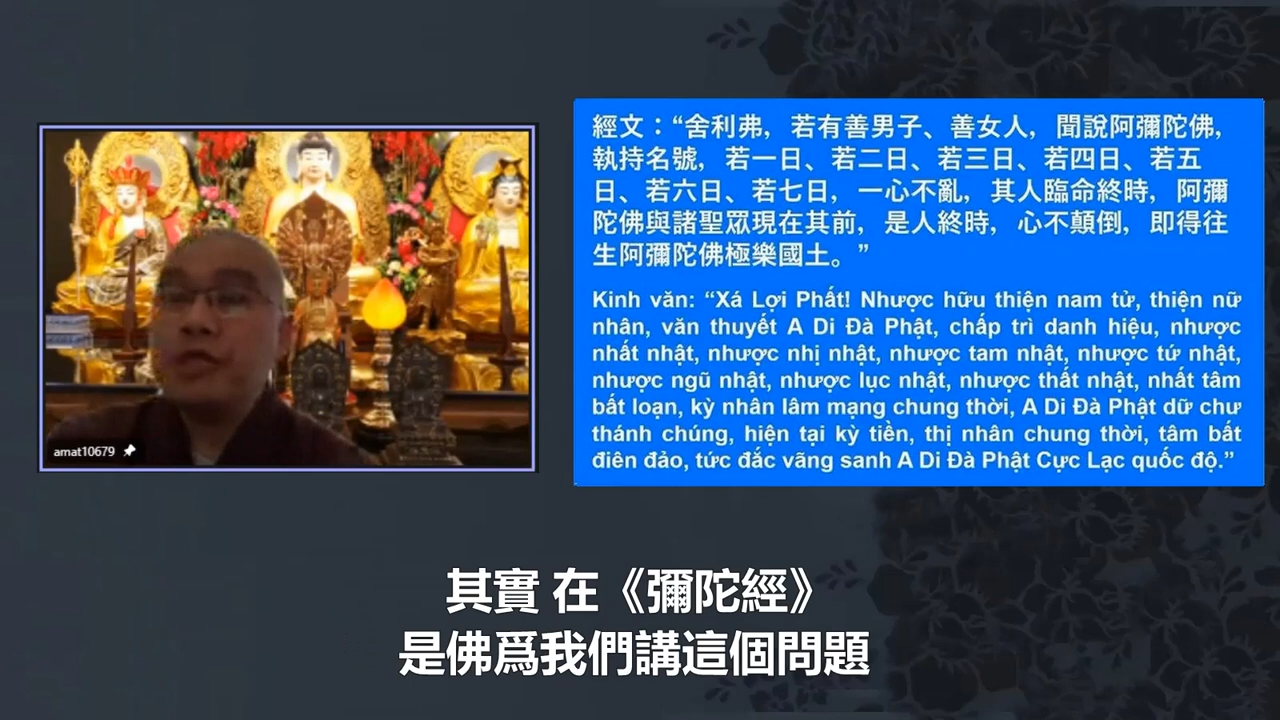 經文：“舍利弗，若有善男子、善女人，聞說阿彌陀佛，
執持名號，若一日、若二日、若三日、若四日、若五
日、若六日、若七日，一心不亂，其人臨命終時，阿彌
陀佛與諸聖眾現在其前，是人終時，心不顛倒，即得往
生阿彌陀佛極樂國土。”
Kinh văn: “Xá Lợi Phất! Nhược hữu thiện nam tử, thiện nữ
nhân, văn thuyết A Di Đà Phật, chấp trì danh hiệu, nhược
nhất nhật, nhược nhị nhật, nhược tam nhật, nhược tứ nhật,
nhược ngũ nhật, nhược lục nhật, nhược thất nhật, nhất tâm
bất loạn, kỳ nhân lâm mạng chung thời, A Di Đà Phật dữ chư
thánh chúng, hiện tại kỳ tiền, thị nhân chung thời, tâm bất
điên đảo, tức đắc vãng sanh A Di Đà Phật Cực Lạc quốc độ.”
amat10679
其實 在《彌陀經》
是佛爲我們講這個問題